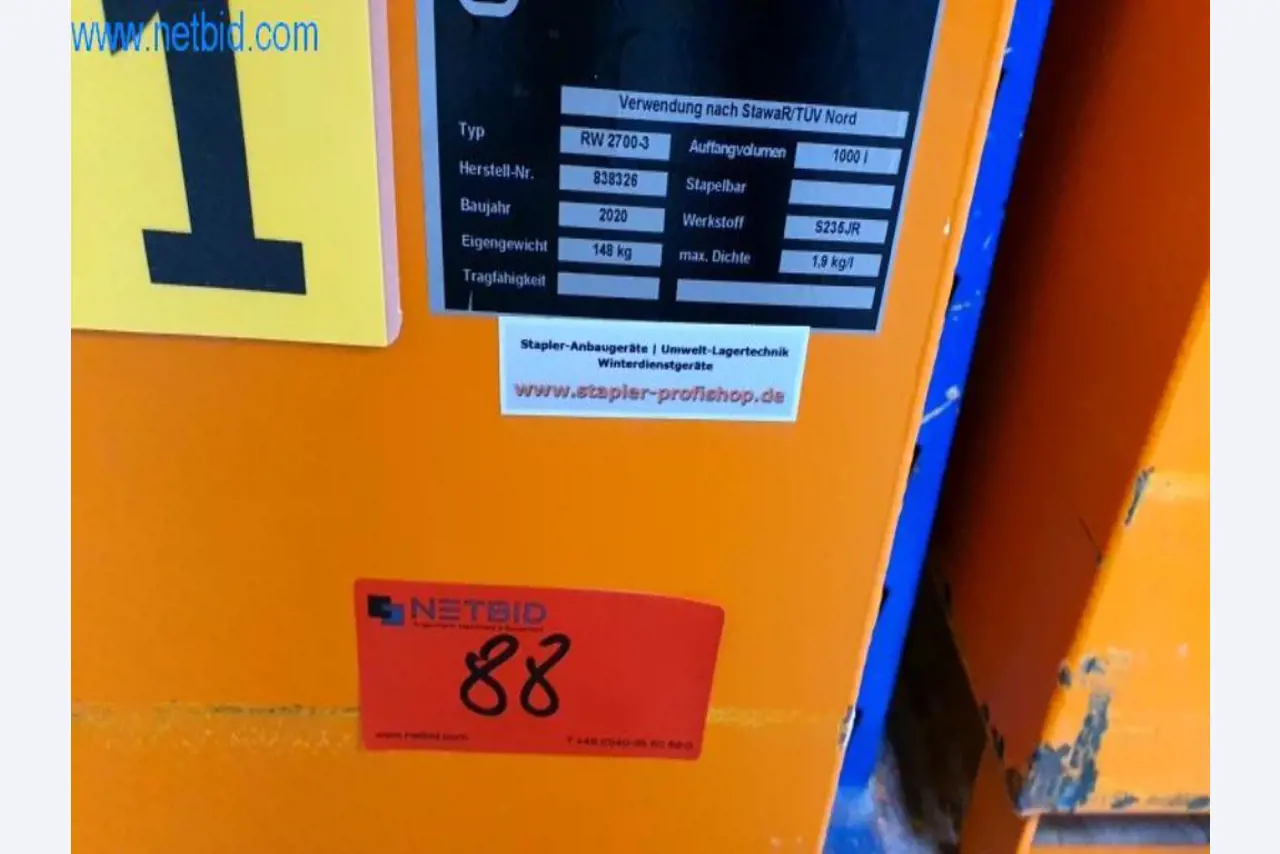 www.netbid.com
1
Verwendung nach StawaR/TÜV Nord
Typ RW 2700-3 Auffangvolumen 1000 l
Herstell-Nr. 838326 Stapelbar
Baujahr 2020 Werkstoff S235JR
Eigengewicht 148 kg max. Dichte 1,9 kg/l
Tragfähigkeit
Stapler-Anbaugeräte | Umwelt-Lagertechnik
Winterdienstgeräte
www.stapler-profishop.de
NETBID
88
www.netbid.com